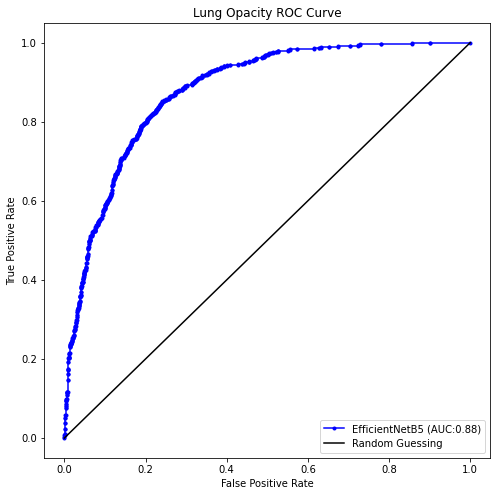 Lung Opacity ROC Curve
True Positive Rate
1.0
0.8
0.6
0.4
0.2
0.0
0.0 0.2 0.4 0.6 0.8 1.0
False Positive Rate
EfficientNetB5 (AUC:0.88)
Random Guessing